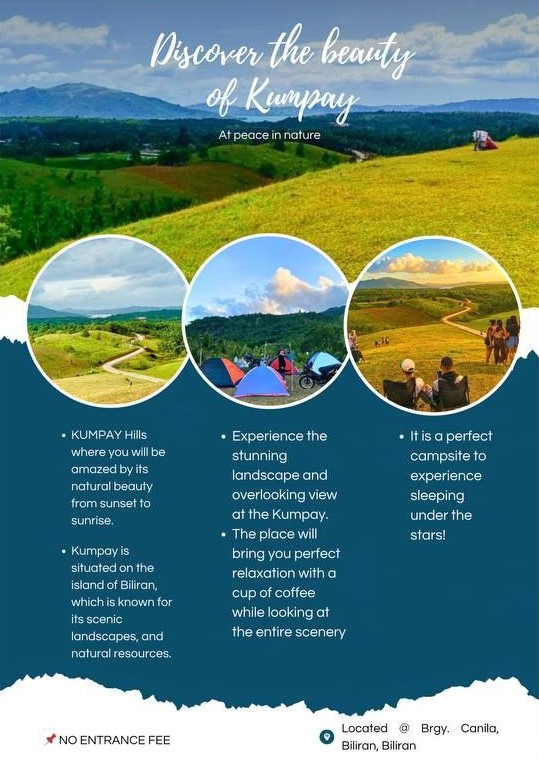 Discover the beauty
of Kumpay
At peace in nature
• KUMPAY Hills
where you will be
amazed by its
natural beauty
from sunset to
sunrise.
• Kumpay is
situated on the
island of Biliran,
which is known for
its scenic
landscapes, and
natural resources.
• Experience the
stunning
landscape and
overlooking view
at the Kumpay.
• The place will
bring you perfect
relaxation with a
cup of coffee
while looking at
the entire scenery
• It is a perfect
campsite to
experience
sleeping
under the
stars!
📌NO ENTRANCE FEE
Located @ Brgy. Canila,
Biliran, Biliran